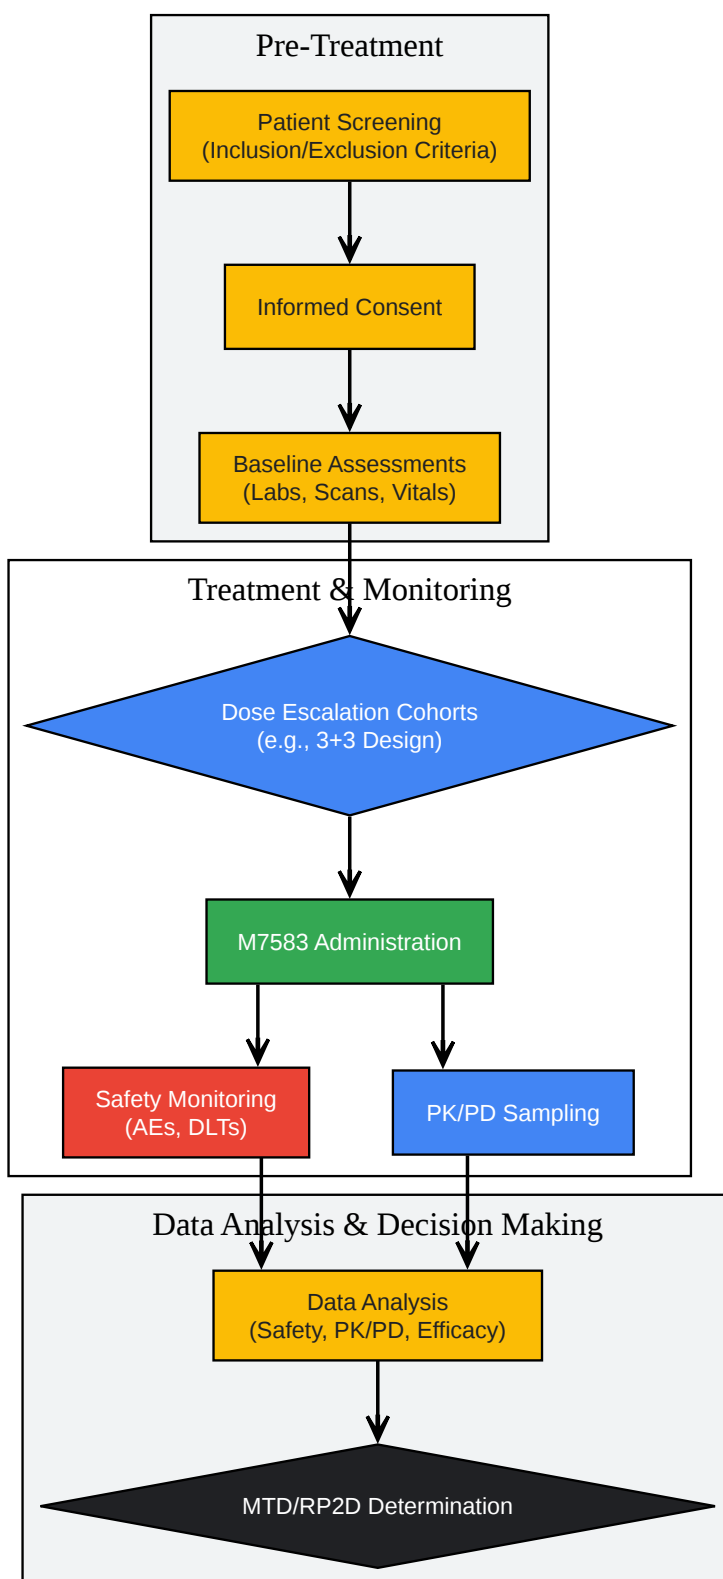 Pre-Treatment
Patient Screening
(Inclusion/Exclusion Criteria)
Informed Consent
Baseline Assessments
(Labs, Scans, Vitals)
Treatment & Monitoring
Dose Escalation Cohorts
(e.g., 3+3 Design)
M7583 Administration
Safety Monitoring
(AEs, DLTs)
PK/PD Sampling
Data Analysis & Decision Making
Data Analysis
(Safety, PK/PD, Efficacy)
MTD/RP2D Determination